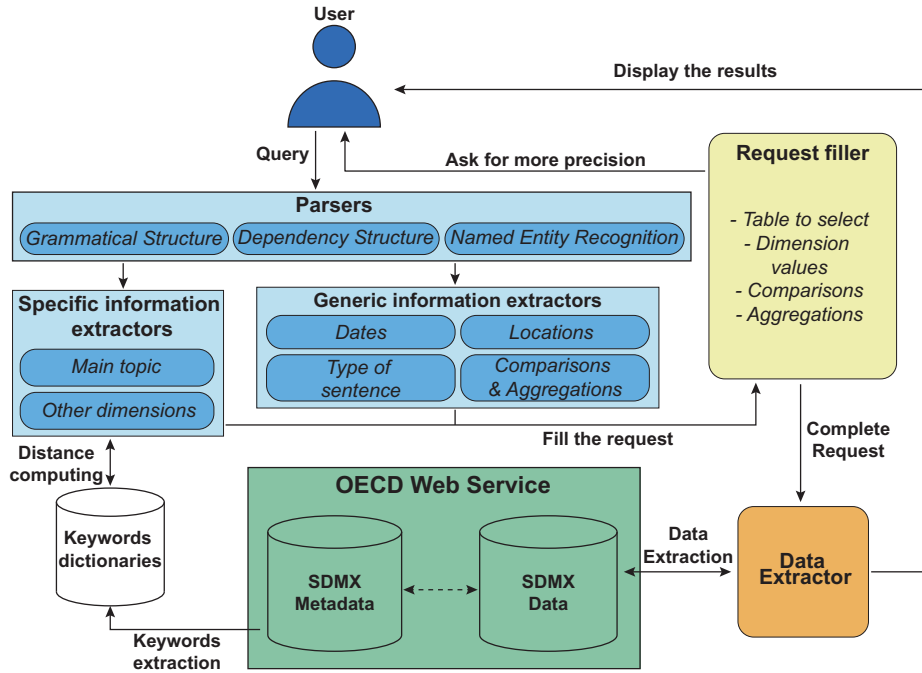 User
Display the results
Query
Ask for more precision
Request filler
- Table to select
- Dimension
values
- Comparisons
- Aggregations
Parsers
Grammatical Structure
Dependency Structure
Named Entity Recognition
Specific information
extractors
Main topic
Other dimensions
Generic information extractors
Dates
Locations
Type of
sentence
Comparisons
& Aggregations
Fill the request
Complete
Request
Distance
computing
Keywords
dictionaries
OECD Web Service
SDMX
Metadata
SDMX
Data
Data
Extraction
Data
Extractor
Keywords
extraction